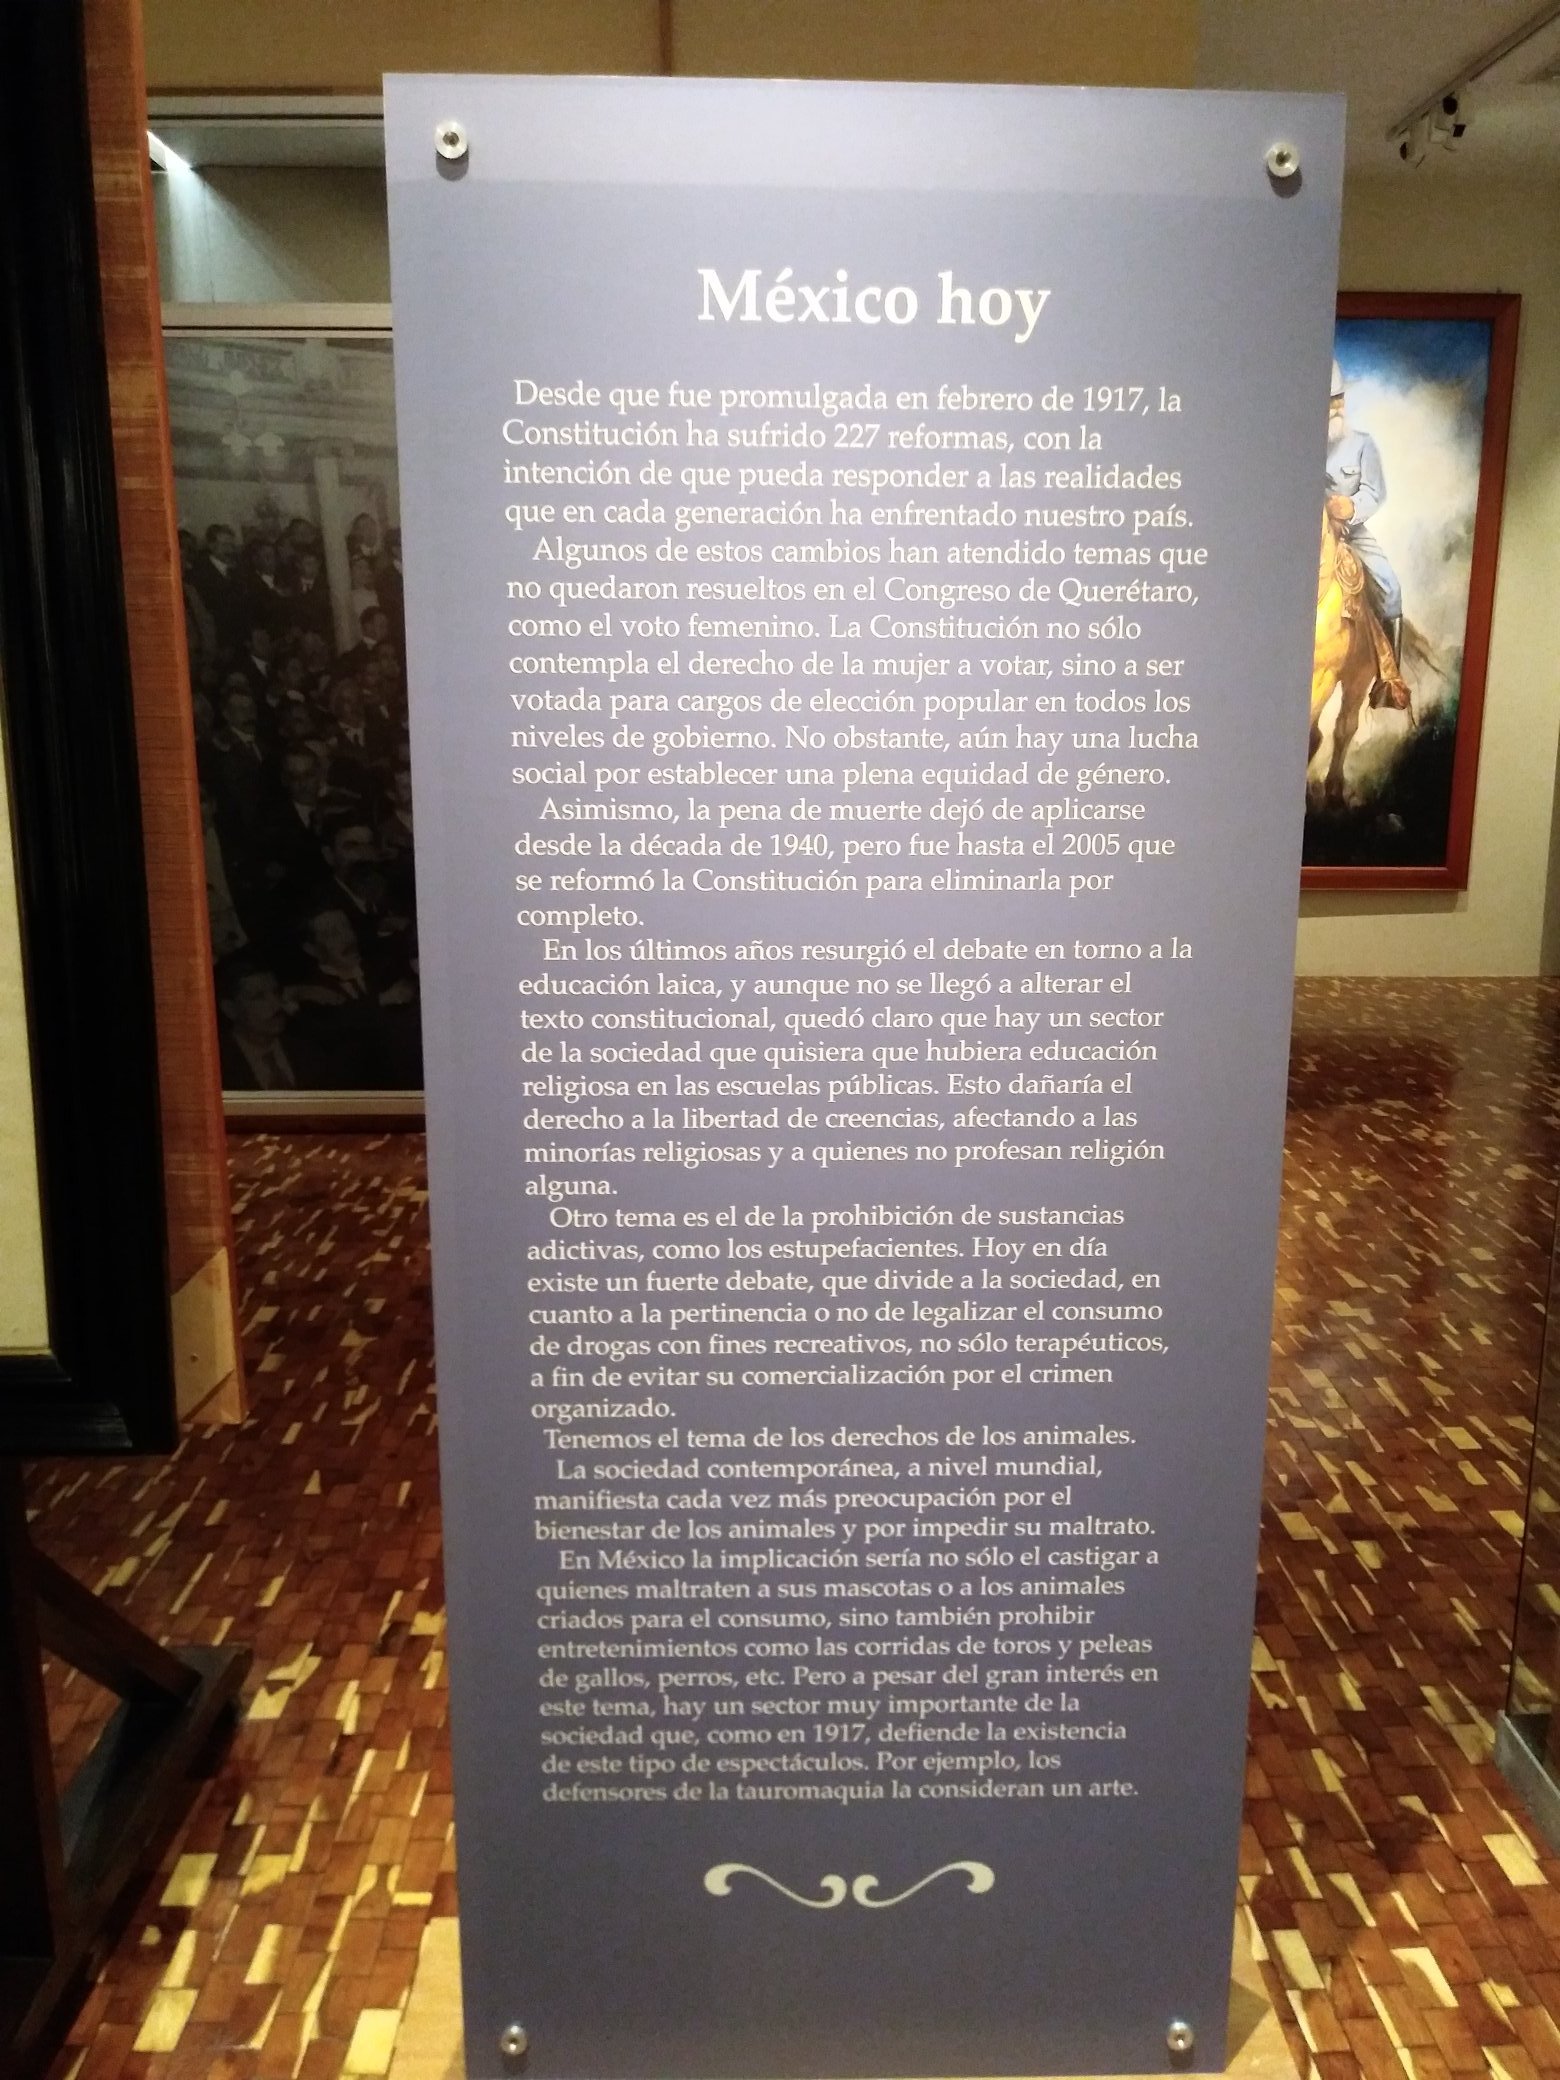 México hoy
Desde que fue promulgada en febrero de 1917, la
Constitución ha sufrido 227 reformas, con la
intención de que pueda responder a las realidades
que en cada generación ha enfrentado nuestro país.
Algunos de estos cambios han atendido temas que
no quedaron resueltos en el Congreso de Querétaro,
como el voto femenino. La Constitución no sólo
contempla el derecho de la mujer a votar, sino a ser
votada para cargos de elección popular en todos los
niveles de gobierno. No obstante, aún hay una lucha
social por establecer una plena equidad de género.
Asimismo, la pena de muerte dejó de aplicarse
desde la década de 1940, pero fue hasta el 2005 que
se reformó la Constitución para eliminarla por
completo.
En los últimos años resurgió el debate en torno a la
educación laica, y aunque no se llegó a alterar el
texto constitucional, quedó claro que hay un sector
de la sociedad que quisiera que hubiera educación
religiosa en las escuelas públicas. Esto dañaría el
derecho a la libertad de creencias, afectando a las
minorías religiosas y a quienes no profesan religión
alguna.
Otro tema es el de la prohibición de sustancias
adictivas, como los estupefacientes. Hoy en día
existe un fuerte debate, que divide a la sociedad, en
cuanto a la pertinencia o no de legalizar el consumo
de drogas con fines recreativos, no sólo terapéuticos,
a fin de evitar su comercialización por el crimen
organizado.
Tenemos el tema de los derechos de los animales.
La sociedad contemporánea, a nivel mundial,
manifiesta cada vez más preocupación por el
bienestar de los animales y por impedir su maltrato.
En México la implicación sería no sólo el castigar a
quienes maltraten a sus mascotas o a los animales
criados para el consumo, sino también prohibir
entretenimientos como las corridas de toros y peleas
de gallos, perros, etc. Pero a pesar del gran interés en
este tema, hay un sector muy importante de la
sociedad que, como en 1917, defiende la existencia
de este tipo de espectáculos. Por ejemplo, los
defensores de la tauromaquia la consideran un arte.